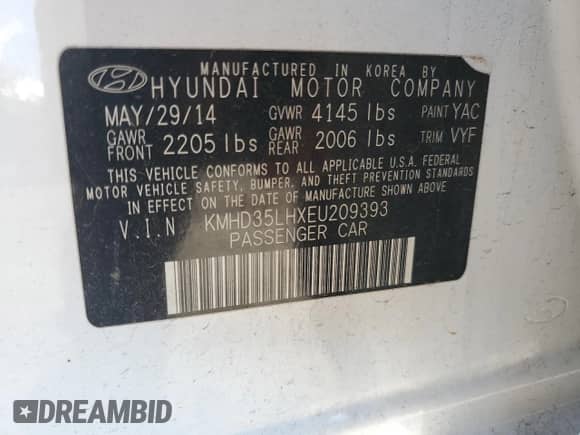 MANUFACTURED IN KOREA BY
HYUNDAI MOTOR COMPANY
MAY/29/14 GVWR 4145 lbs PAINT YAC
GAWR FRONT 2205 lbs GAWR REAR 2006 lbs TRIM VYF
THIS VEHICLE CONFORMS TO ALL APPLICABLE U.S.A. FEDERAL
MOTOR VEHICLE SAFETY, BUMPER, AND THEFT PREVENTION STANDARDS
IN EFFECT ON THE DATE OF MANUFACTURE SHOWN ABOVE.
V.I.N KMHD35LHXEU209393
PASSENGER CAR
DREAMBID